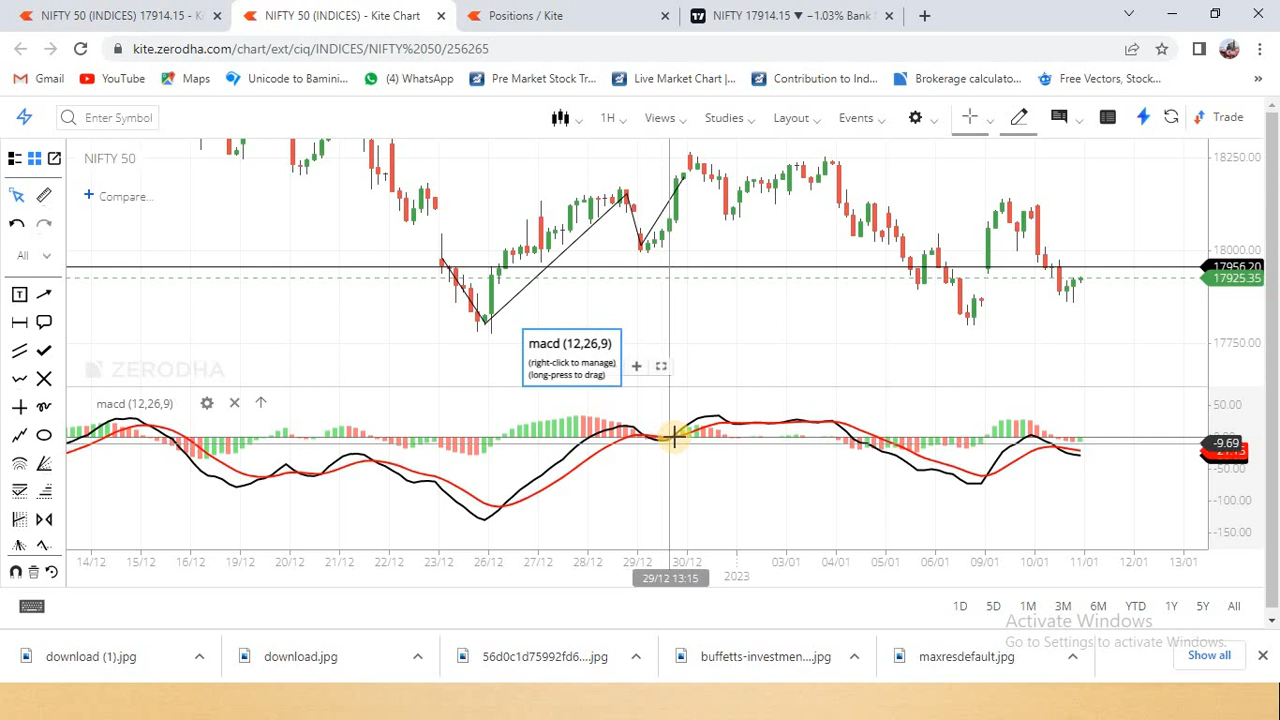 NIFTY 50 (INDICES) 17914.15 - Ki
NIFTY 50 (INDICES) - Kite Chart
Positions / Kite
NIFTY 17914.15 ▼ −1.03% Bank
kite.zerodha.com/chart/ext/ciq/INDICES/NIFTY%2050/256265
Gmail
YouTube
Maps
Unicode to Bamini...
(4) WhatsApp
Pre Market Stock Tr...
Live Market Chart |...
Contribution to Ind...
Brokerage calculato...
Free Vectors, Stock...
»
Enter Symbol
1H
Views
Studies
Layout
Events
Trade
NIFTY 50
+ Compare...
All
T
18250.00
18000.00
17956.20
17925.35
17750.00
ZERODHA
macd (12,26,9)
(right-click to manage)
(long-press to drag)
macd (12,26,9)
50.00
-9.69
-50.00
-100.00
-150.00
14/12 15/12 19/12 20/12 21/12 22/12 23/12 26/12 27/12 28/12 29/12 30/12 2023 03/01 04/01 05/01 06/01 09/01 10/01 11/01 12/01 13/01
29/12 13:15
1D 5D 1M 3M 6M YTD 1Y 5Y All
Activate Windows
Go to Settings to activate Windows.
download (1).jpg
download.jpg
buffetts-investmen....jpg
maxresdefault.jpg
Show all